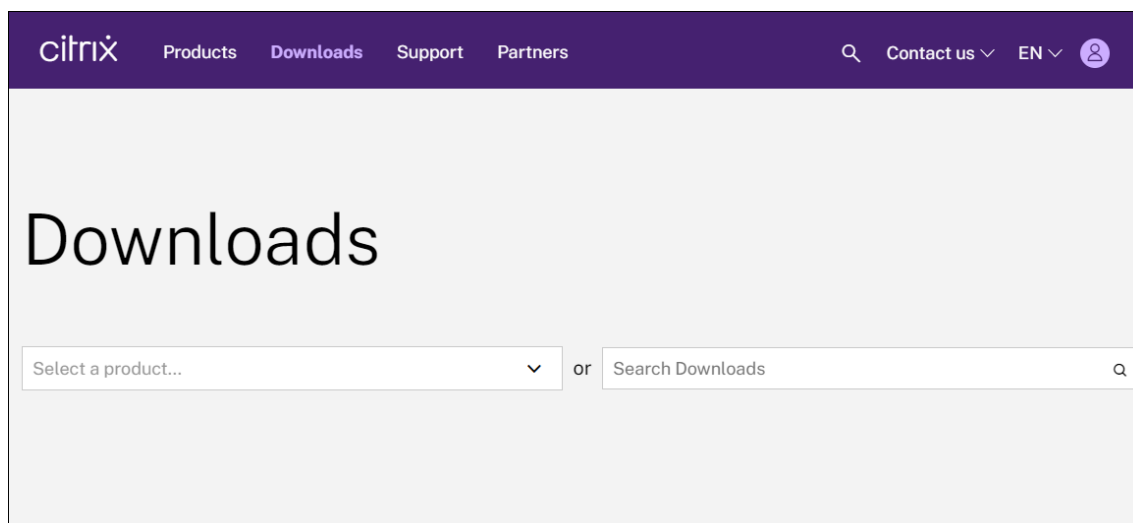 citrix Products Downloads Support Partners Contact us EN
Downloads
Select a product... or Search Downloads